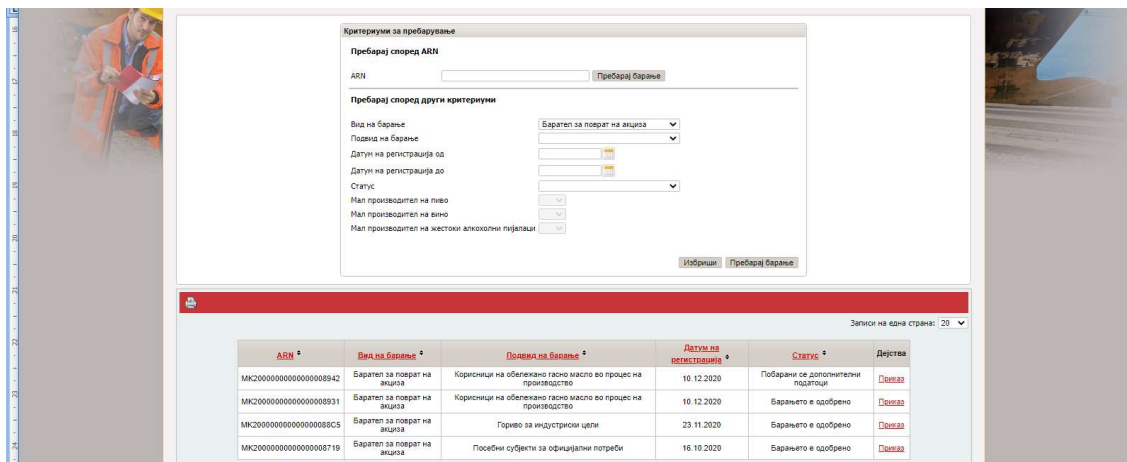 Критериуми за пребарување
Пребарај според ARN
ARN Пребарај барање
Пребарај според други критериуми
Вид на барање Барател за поврат на акциза
Подвид на барање
Датум на регистрација од
Датум на регистрација до
Статус
Мал производител на пиво
Мал производител на вино
Мал производител на жестоки алкохолни пијалаци
Избриши Пребарај барање
Записи на една страна: 20
ARN Вид на барање Подвид на барање Датум на регистрација Статус Дејства
MK20000000000000008942 Барател за поврат на акциза Корисници на обележано гасно масло во процес на производство 10.12.2020 Побарани се дополнителни податоци Приказ
MK20000000000000008931 Барател за поврат на акциза Корисници на обележано гасно масло во процес на производство 10.12.2020 Барањето е одобрено Приказ
MK200000000000000088C5 Барател за поврат на акциза Гориво за индустриски цели 23.11.2020 Барањето е одобрено Приказ
MK20000000000000008719 Барател за поврат на акциза Посебни субјекти за официјални потреби 16.10.2020 Барањето е одобрено Приказ